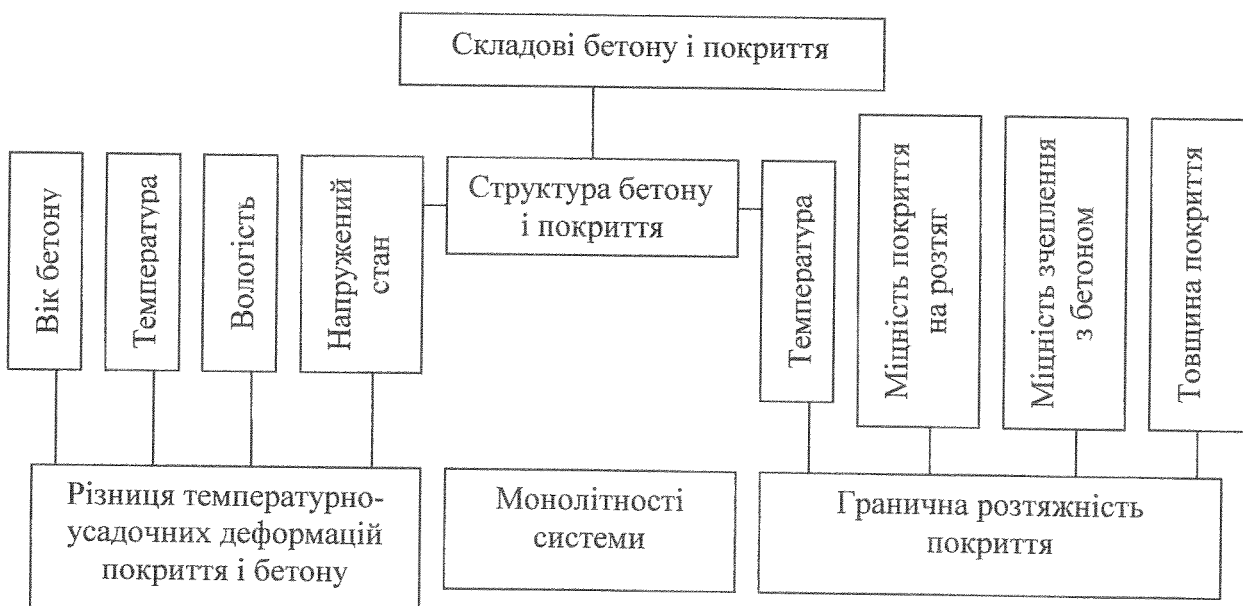 Складові бетону і покриття
Вік бетону
Температура
Вологість
Напружений
стан
Структура бетону
і покриття
Температура
Міцність покриття
на розтяг
Міцність зчеплення
з бетоном
Товщина покриття
Різниця температурно-
усадочних деформацій
покриття і бетону
Монолітності
системи
Гранична розтяжність
покриття